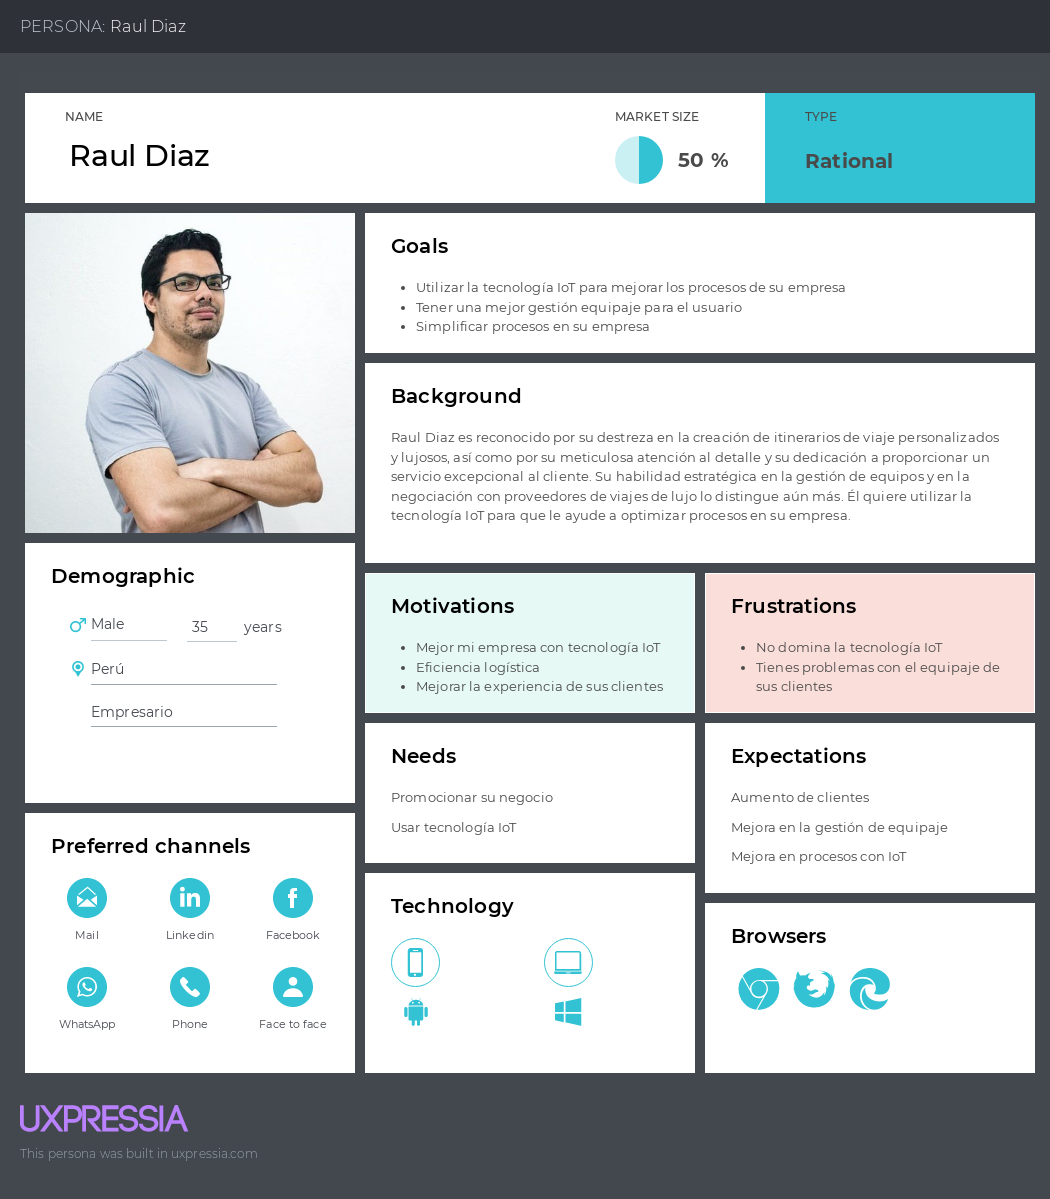 PERSONA: Raul Diaz
NAME
Raul Diaz
MARKET SIZE
50 %
TYPE
Rational
Goals
Utilizar la tecnología IoT para mejorar los procesos de su empresa
Tener una mejor gestión equipaje para el usuario
Simplificar procesos en su empresa
Background
Raul Diaz es reconocido por su destreza en la creación de itinerarios de viaje personalizados
y lujosos, así como por su meticulosa atención al detalle y su dedicación a proporcionar un
servicio excepcional al cliente. Su habilidad estratégica en la gestión de equipos y en la
negociación con proveedores de viajes de lujo lo distingue aún más. Él quiere utilizar la
tecnología IoT para que le ayude a optimizar procesos en su empresa.
Demographic
Male
35 years
Perú
Empresario
Motivations
Mejor mi empresa con tecnología IoT
Eficiencia logística
Mejorar la experiencia de sus clientes
Frustrations
No domina la tecnología IoT
Tienes problemas con el equipaje de
sus clientes
Needs
Promocionar su negocio
Usar tecnología IoT
Expectations
Aumento de clientes
Mejora en la gestión de equipaje
Mejora en procesos con IoT
Preferred channels
Mail
Linkedin
Facebook
WhatsApp
Phone
Face to face
Technology
Browsers
UXPRESSIA
This persona was built in uxpressia.com